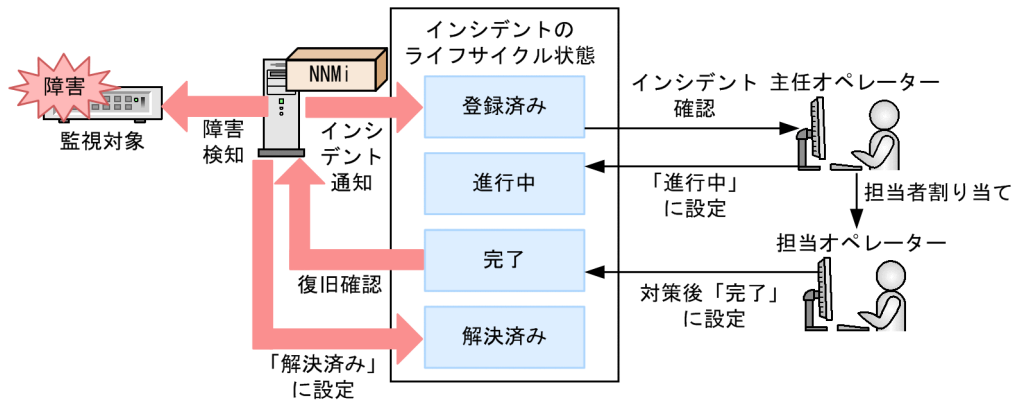 インシデントの
ライフサイクル状態
NNMi
障害
監視対象
障害
検知
インシ
デント
通知
登録済み
インシデント
確認
主任オペレーター
進行中
「進行中」
に設定
担当者割り当て
担当オペレーター
完了
復旧確認
対策後「完了」
に設定
解決済み
「解決済み」
に設定